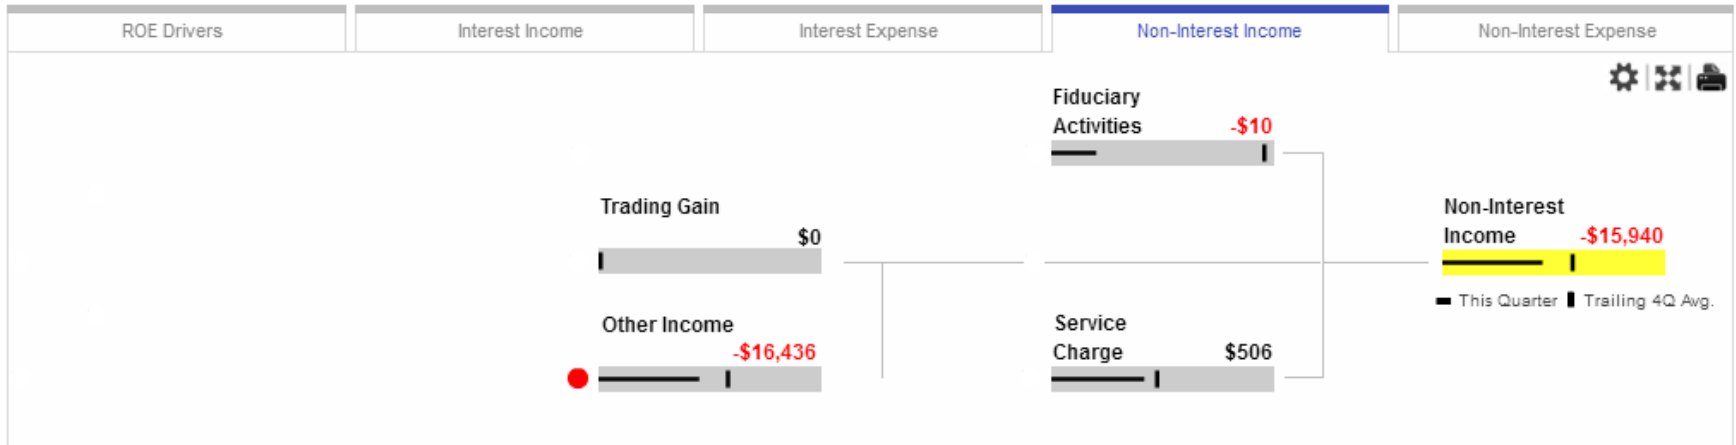 ROE Drivers
Interest Income
Interest Expense
Non-Interest Income
Non-Interest Expense
Fiduciary
Activities -$10
Trading Gain
$0
Non-Interest
Income -$15,940
This Quarter Trailing 4Q Avg.
Other Income
-$16,436
Service
Charge $506